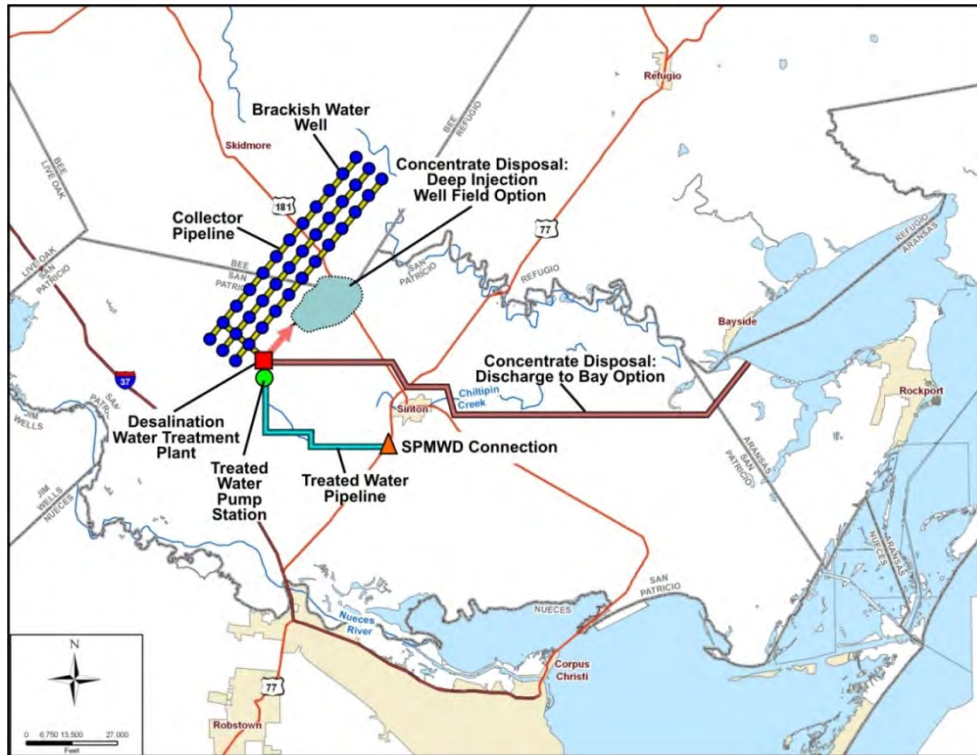 Refugio
BEE
REFUGIO
Brackish Water
Well
Skidmore
Concentrate Disposal:
Deep Injection
Well Field Option
BEE
LIVE OAK
181
77
Collector
Pipeline
LIVE OAK
SAN
PATRICIO
BEE
SAN
PATRICIO
SAN
PATRICIO
REFUGIO
REFUGIO
ARANSAS
Bayside
Concentrate Disposal:
Discharge to Bay Option
Rockport
37
SAN
PATRICIO
JIM
WELLS
Chiltipin
Creek
Sinton
Desalination
Water Treatment
Plant
SPMWD Connection
ARANSAS
SAN PATRICIO
Treated
Water
Pump
Station
Treated Water
Pipeline
JIM WELLS
NUECES
ARANSAS
NUECES
SAN
PATRICIO
NUECES
Nueces
River
N
Corpus
Christi
77
Robstown
0 6,750 13,500 27,000
Feet